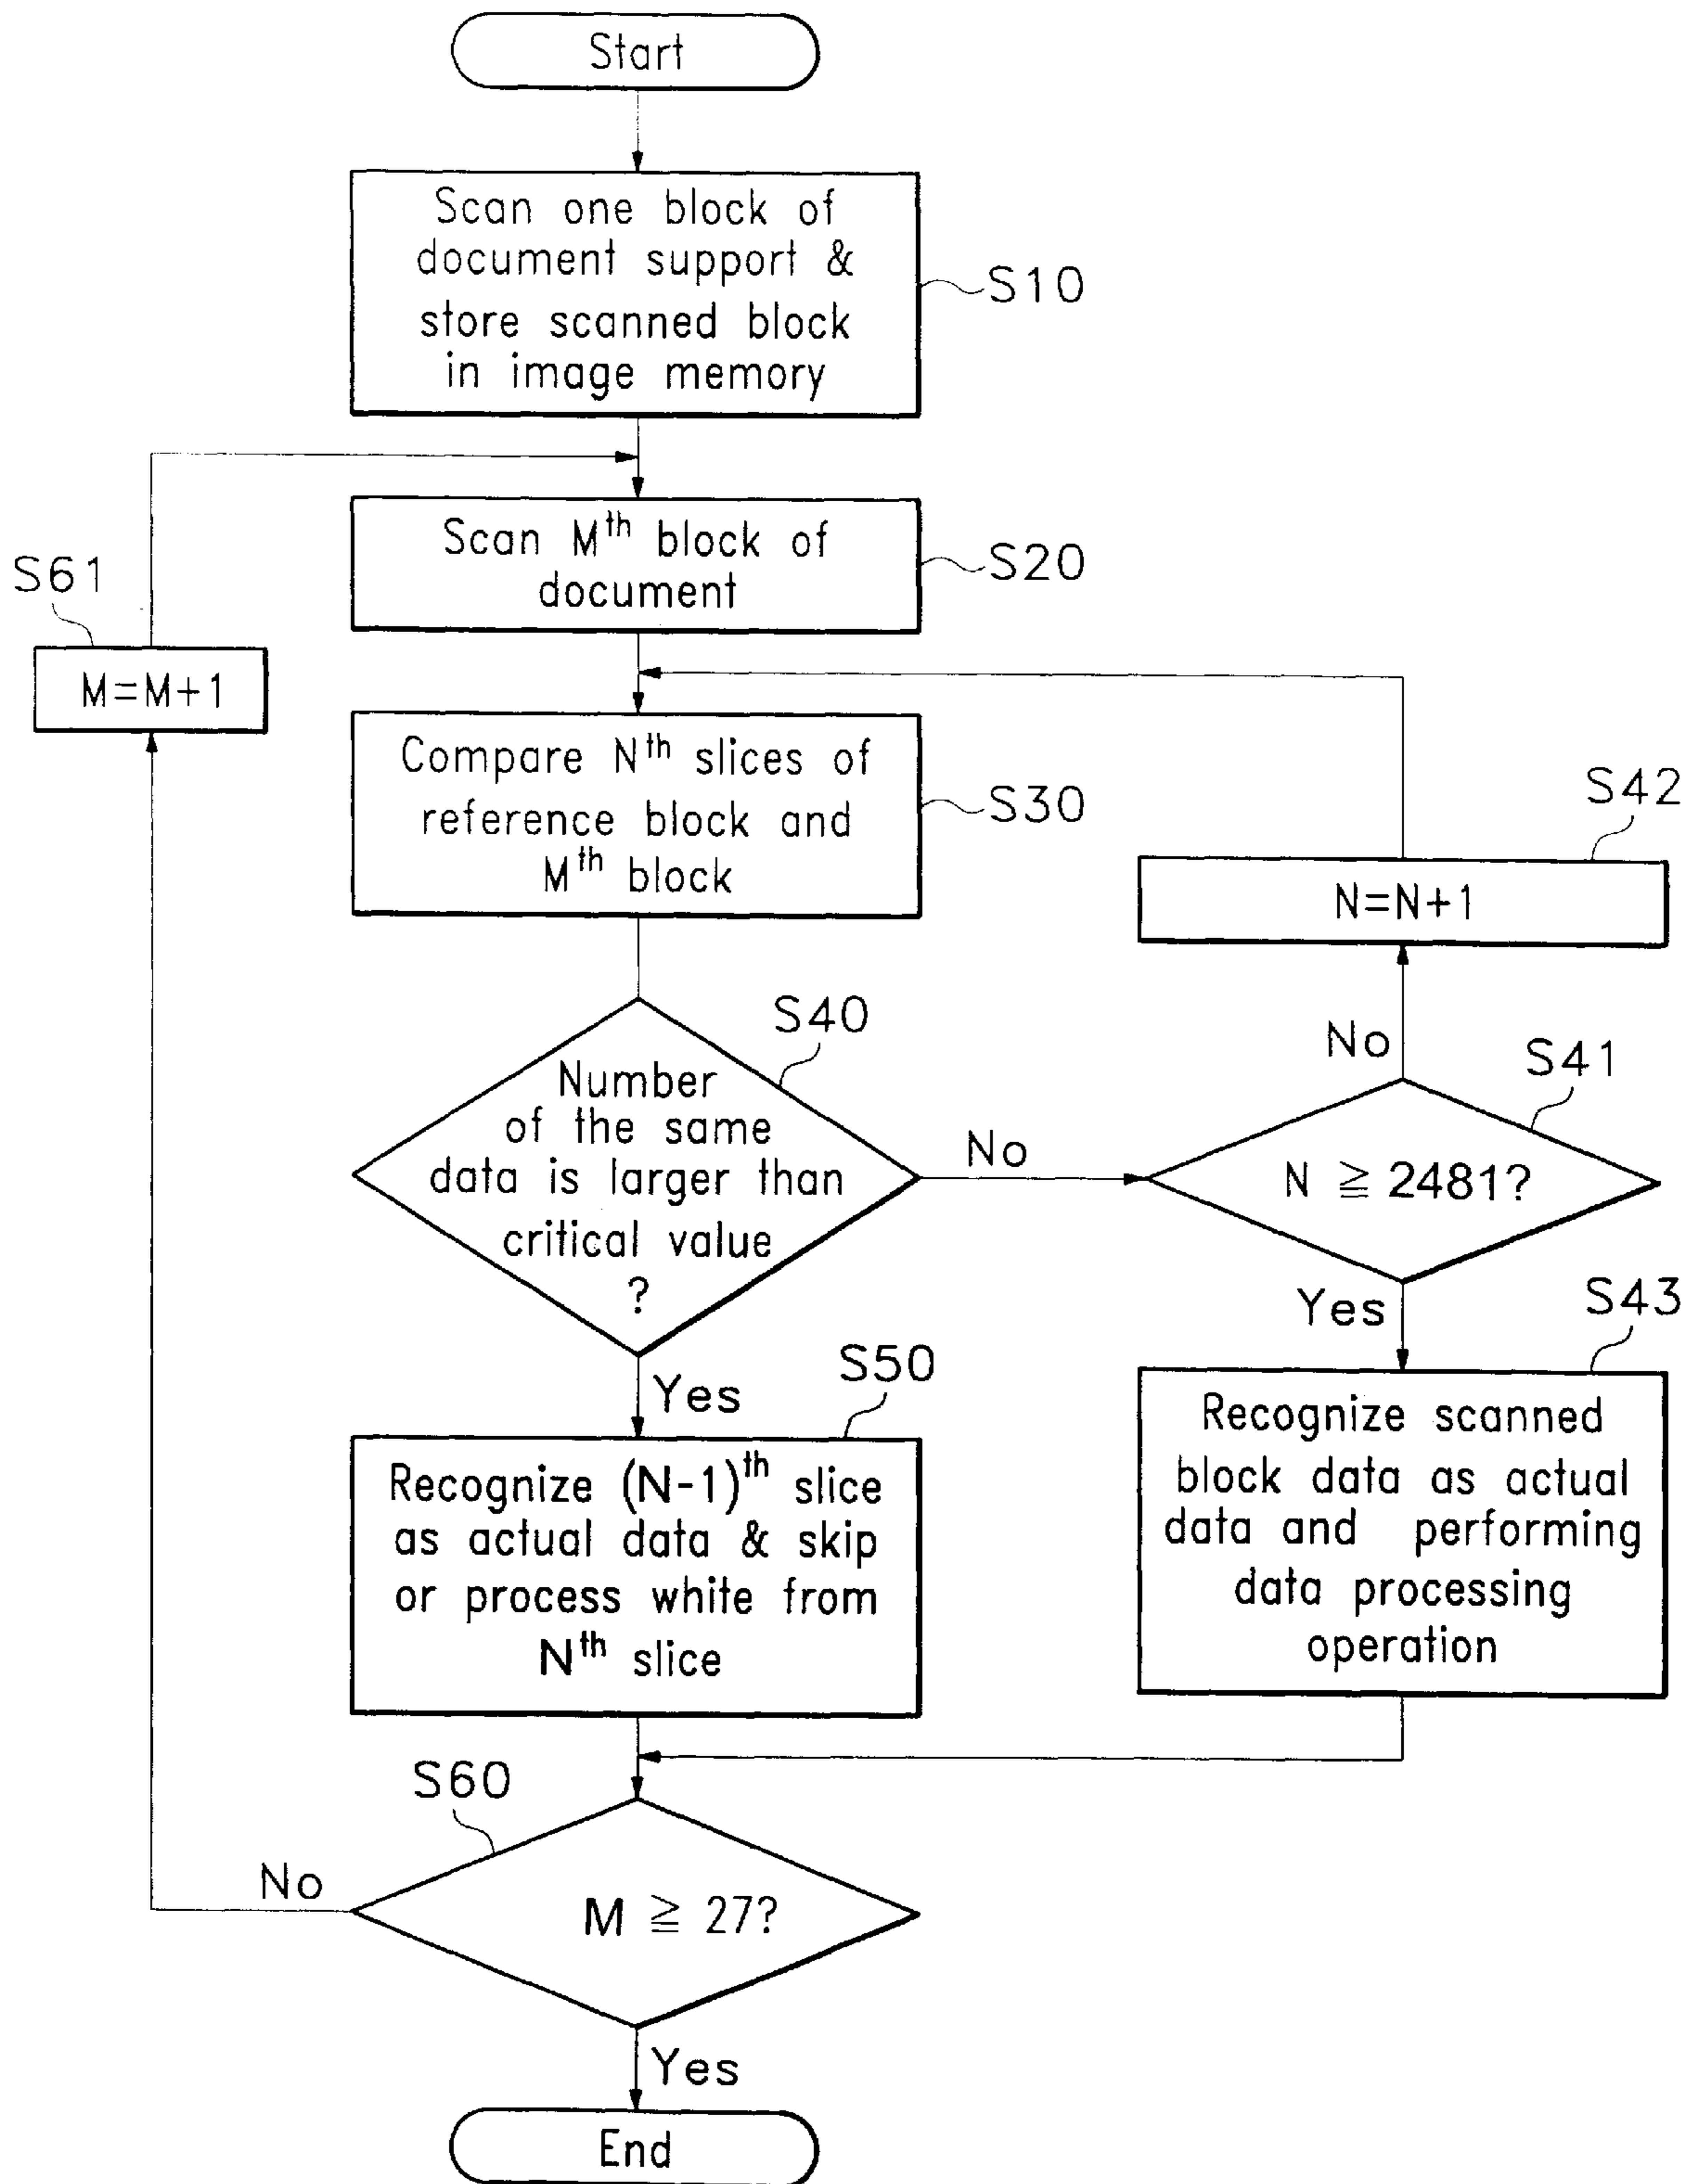 Start
Scan one block of
document support &
store scanned block
in image memory
S10
Scan Mth block of
document
S20
S61
M=M+1
Compare Nth slices of
reference block and
Mth block
S30
S42
N=N+1
S40
Number
of the same
data is larger than
critical value
?
No
No
S41
N ≧ 2481?
Yes
S43
Recognize scanned
block data as actual
data and performing
data processing
operation
Yes
S50
Recognize (N-1)th slice
as actual data & skip
or process white from
Nth slice
S60
No
M ≧ 27?
Yes
End